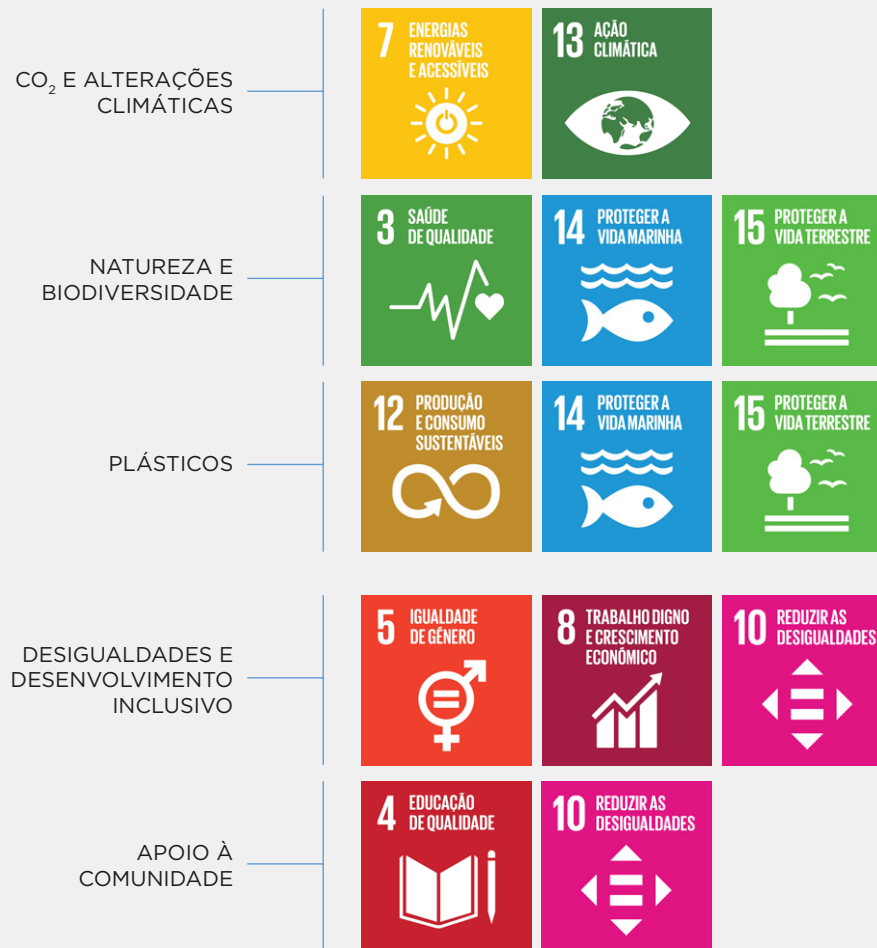 CO₂ E ALTERAÇÕES
CLIMÁTICAS
7 ENERGIAS
RENOVÁVEIS
E ACESSÍVEIS
13 AÇÃO
CLIMÁTICA
NATUREZA E
BIODIVERSIDADE
3 SAÚDE
DE QUALIDADE
14 PROTEGER A
VIDA MARINHA
15 PROTEGER A
VIDA TERRESTRE
PLÁSTICOS
12 PRODUÇÃO
E CONSUMO
SUSTENTÁVEIS
14 PROTEGER A
VIDA MARINHA
15 PROTEGER A
VIDA TERRESTRE
DESIGUALDADES E
DESENVOLVIMENTO
INCLUSIVO
5 IGUALDADE
DE GÉNERO
8 TRABALHO DIGNO
E CRESCIMENTO
ECONÓMICO
10 REDUZIR AS
DESIGUALDADES
APOIO À
COMUNIDADE
4 EDUCAÇÃO
DE QUALIDADE
10 REDUZIR AS
DESIGUALDADES